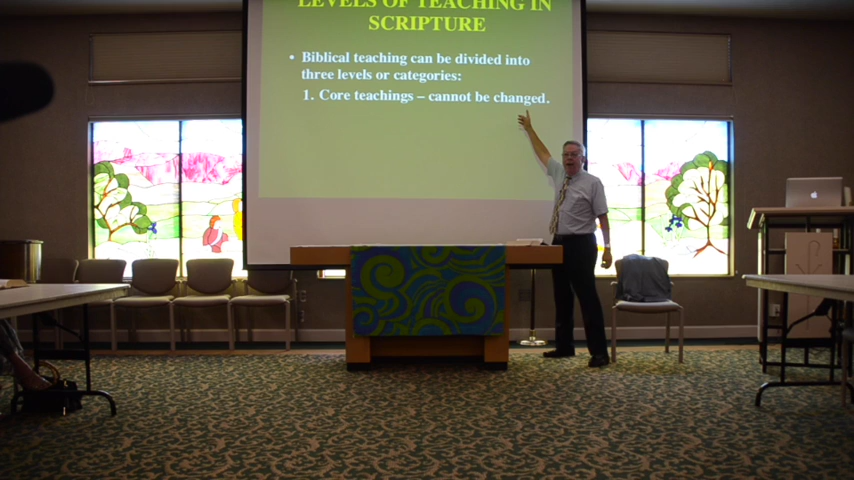 LEVELS OF TEACHING IN
SCRIPTURE
• Biblical teaching can be divided into
three levels or categories:
1. Core teachings – cannot be changed.